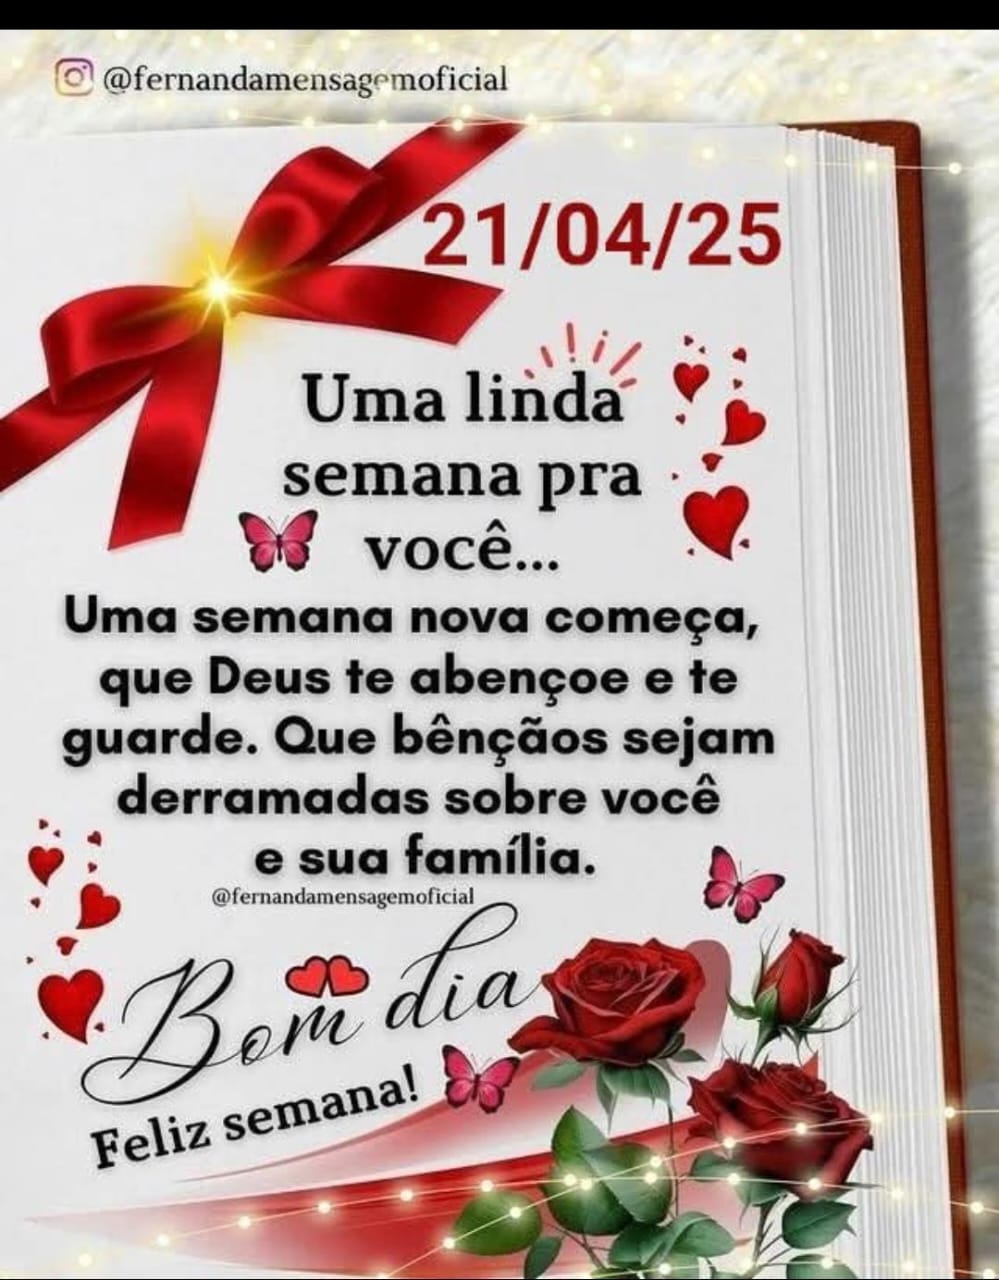 @fernandamensagemoficial
21/04/25
Uma linda
semana pra
você...
Uma semana nova começa,
que Deus te abençoe e te
guarde. Que bênçãos sejam
derramadas sobre você
e sua família.
@fernandamensagemoficial
Bom dia
Feliz semana!